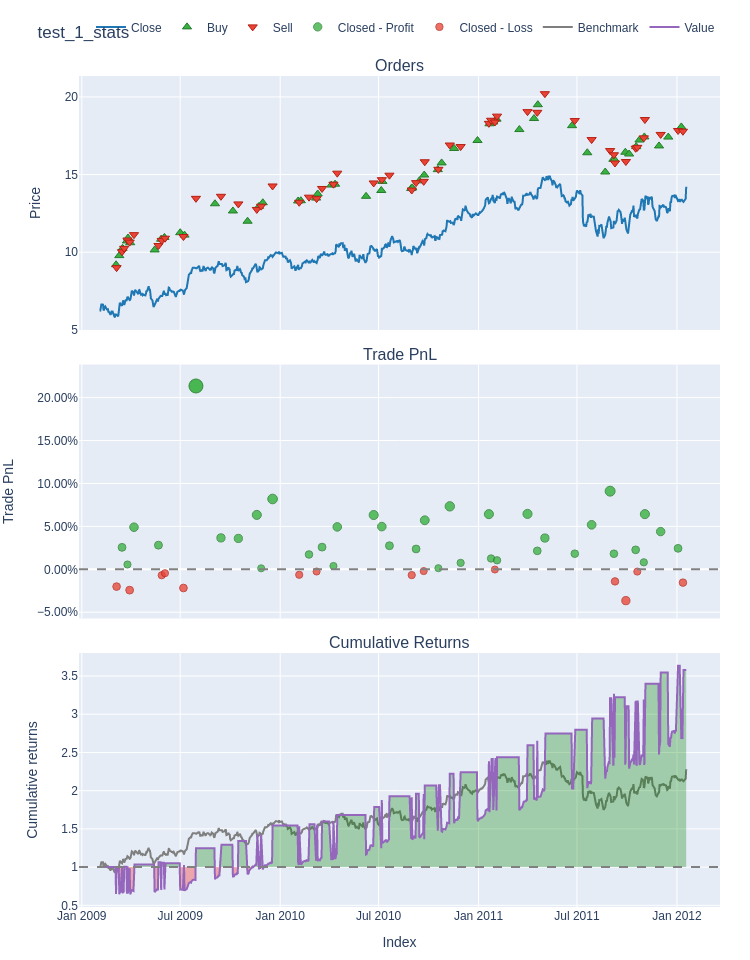 test_1_stats
Close Buy Sell Closed - Profit Closed - Loss Benchmark Value
Orders
Price
20
15
10
5
Trade PnL
Trade PnL
20.00%
15.00%
10.00%
5.00%
0.00%
−5.00%
Cumulative Returns
Cumulative returns
3.5
3
2.5
2
1.5
1
0.5
Jan 2009 Jul 2009 Jan 2010 Jul 2010 Jan 2011 Jul 2011 Jan 2012
Index